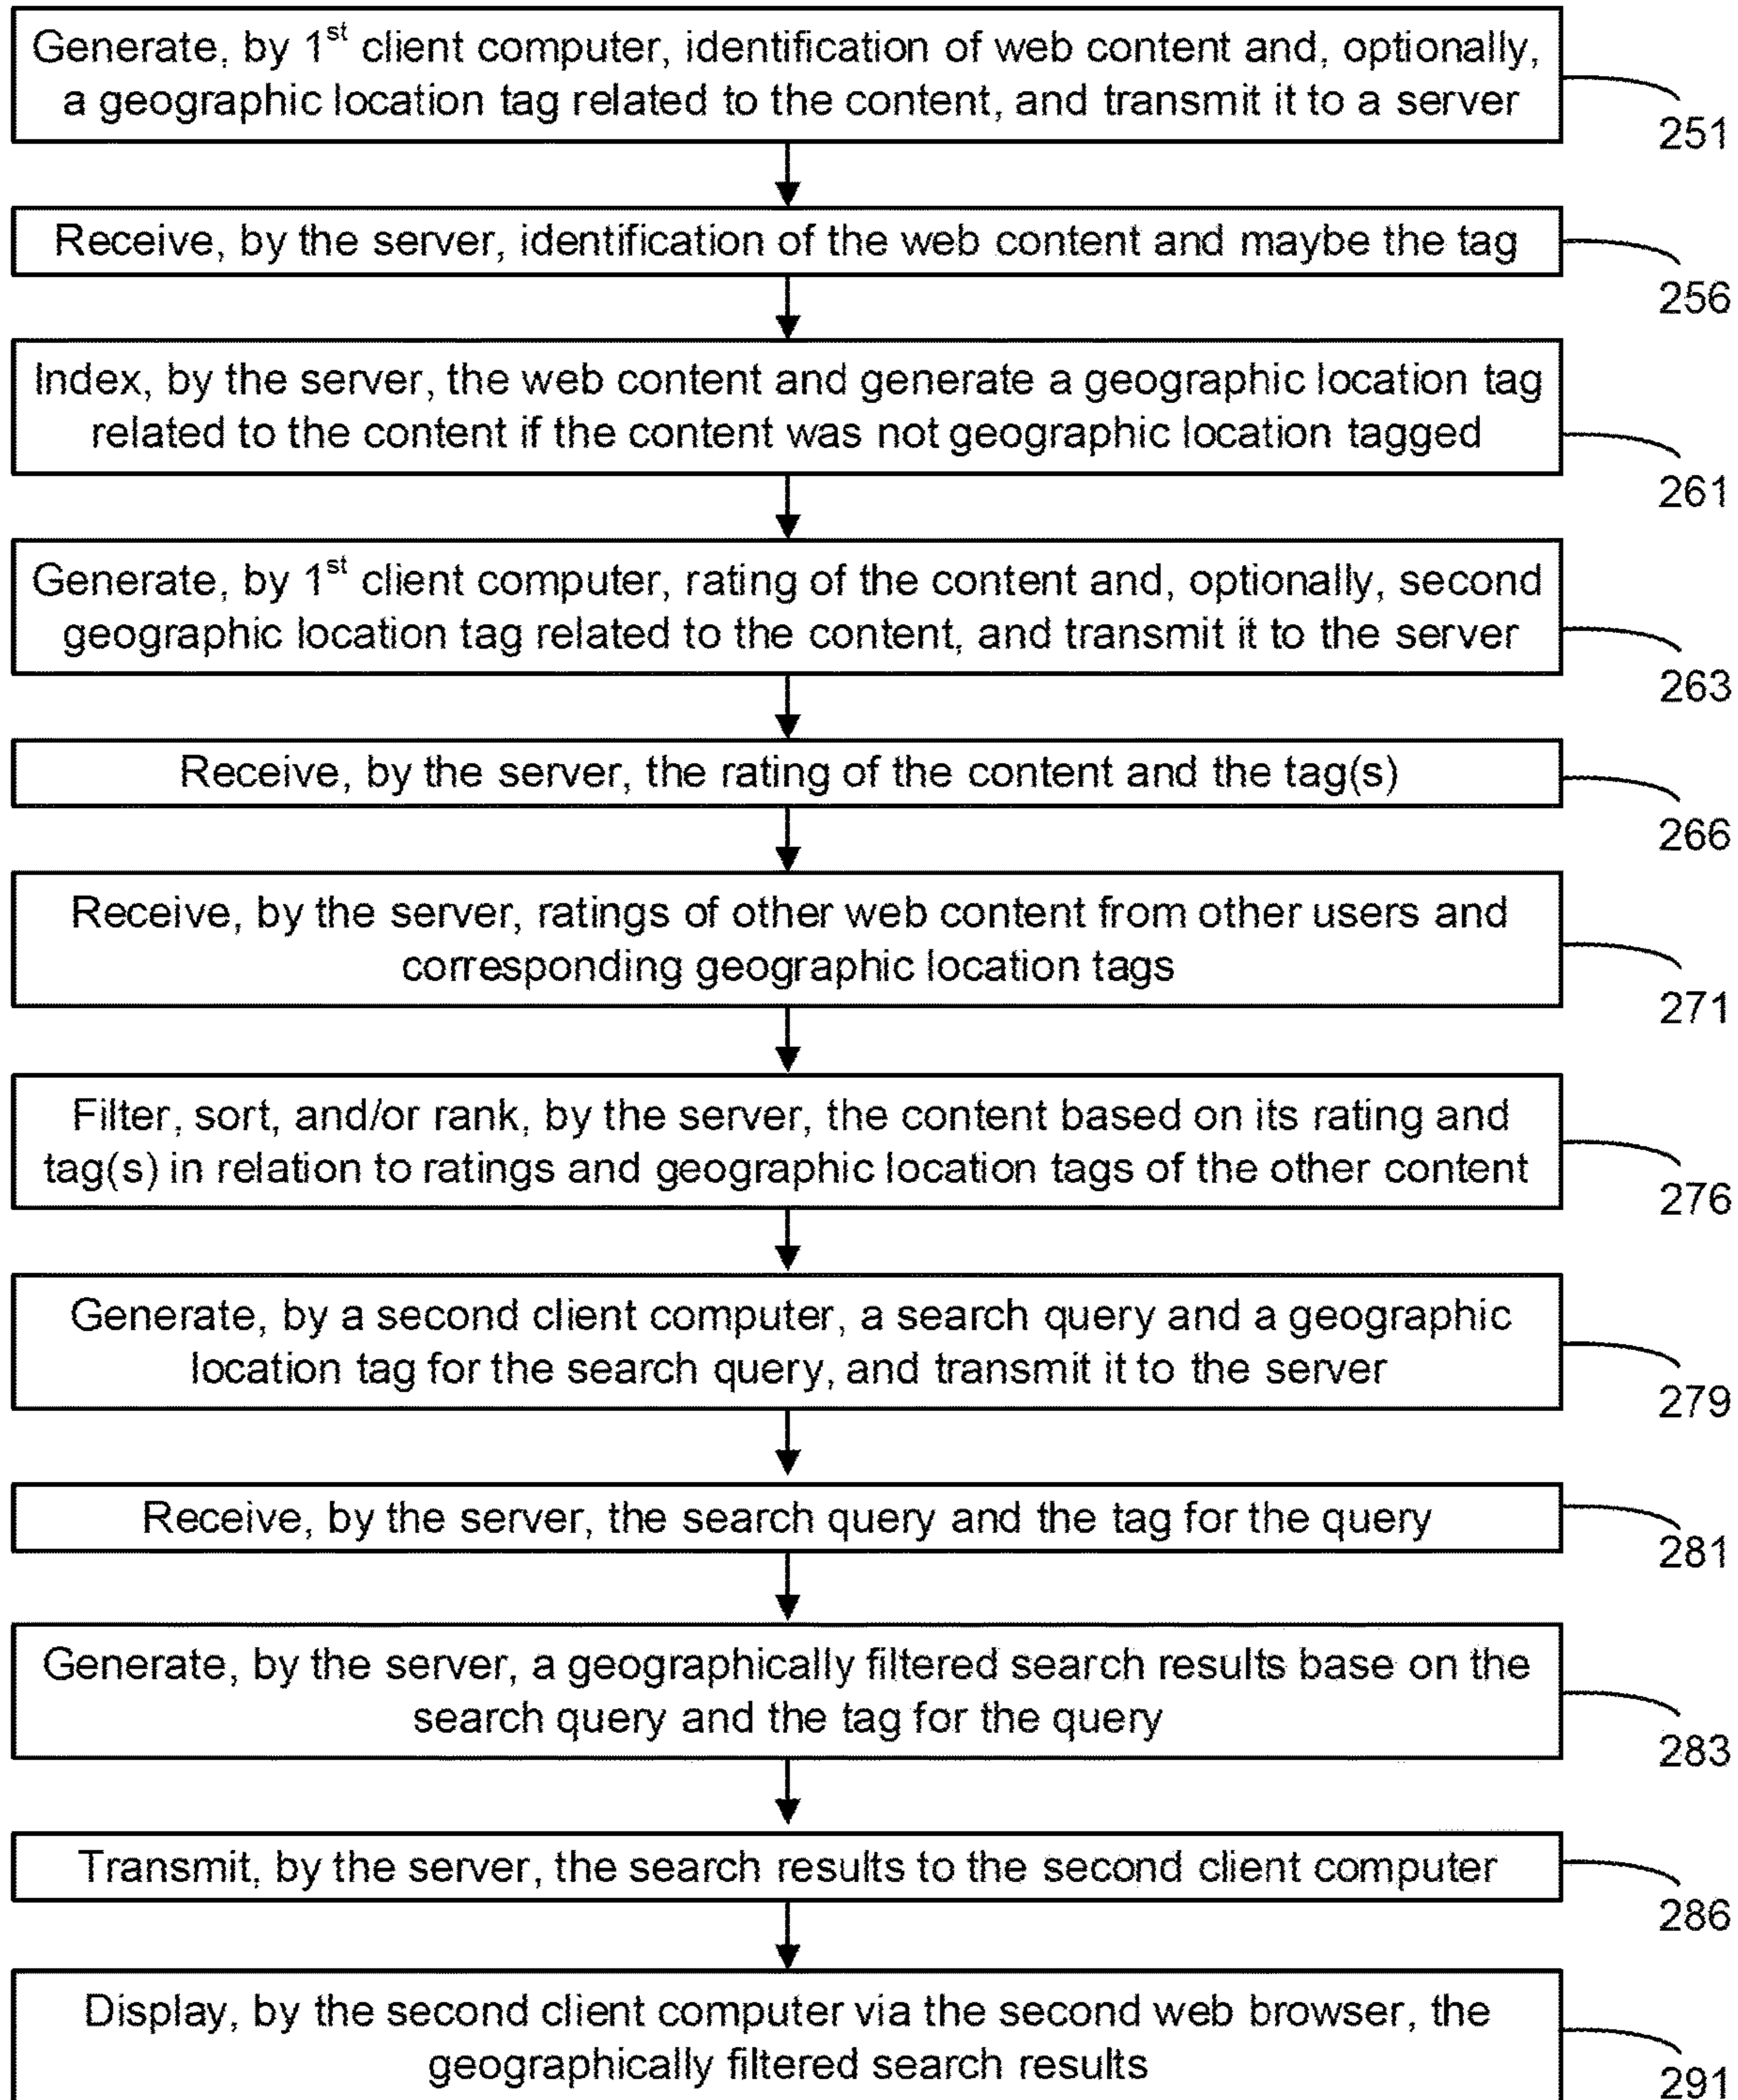 Generate, by 1st client computer, identification of web content and, optionally,
a geographic location tag related to the content, and transmit it to a server
251
Receive, by the server, identification of the web content and maybe the tag
256
Index, by the server, the web content and generate a geographic location tag
related to the content if the content was not geographic location tagged
261
Generate, by 1st client computer, rating of the content and, optionally, second
geographic location tag related to the content, and transmit it to the server
263
Receive, by the server, the rating of the content and the tag(s)
266
Receive, by the server, ratings of other web content from other users and
corresponding geographic location tags
271
Filter, sort, and/or rank, by the server, the content based on its rating and
tag(s) in relation to ratings and geographic location tags of the other content
276
Generate, by a second client computer, a search query and a geographic
location tag for the search query, and transmit it to the server
279
Receive, by the server, the search query and the tag for the query
281
Generate, by the server, a geographically filtered search results base on the
search query and the tag for the query
283
Transmit, by the server, the search results to the second client computer
286
Display, by the second client computer via the second web browser, the
geographically filtered search results
291